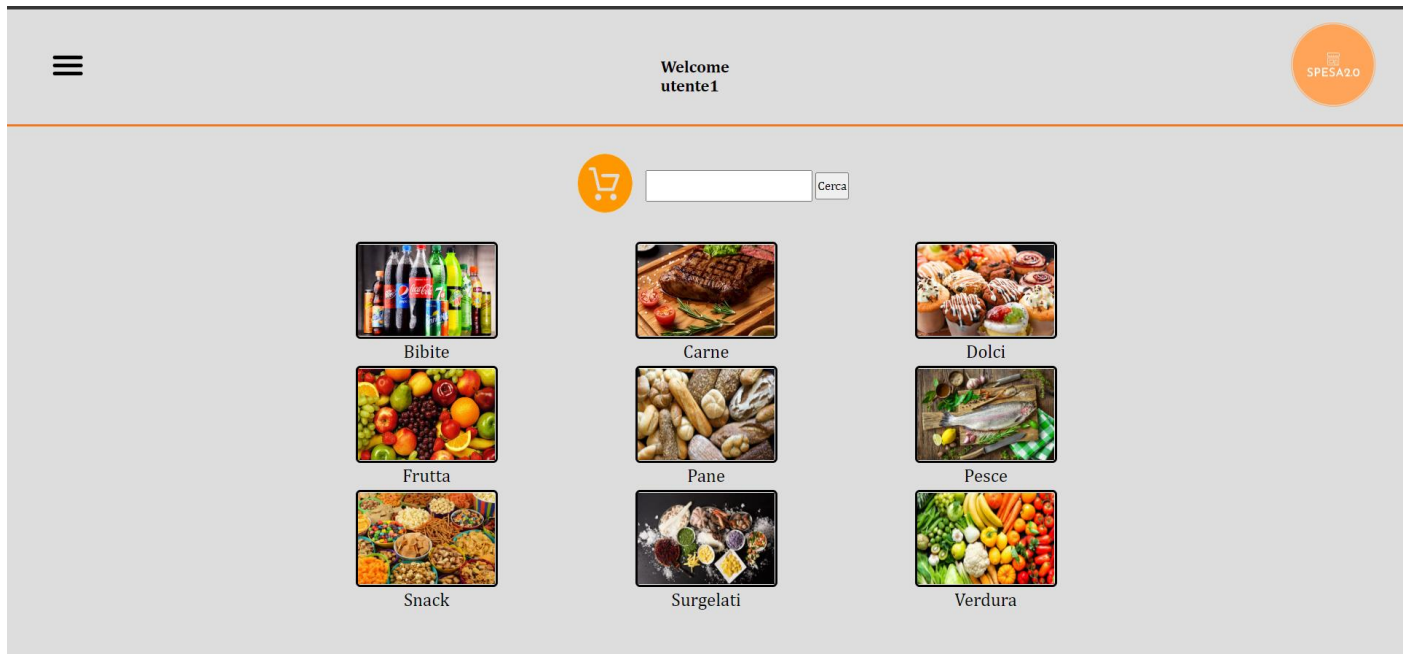 Welcome
utente1
SPESA2.0
Cerca
Bibite
Carne
Dolci
Frutta
Pane
Pesce
Snack
Surgelati
Verdura